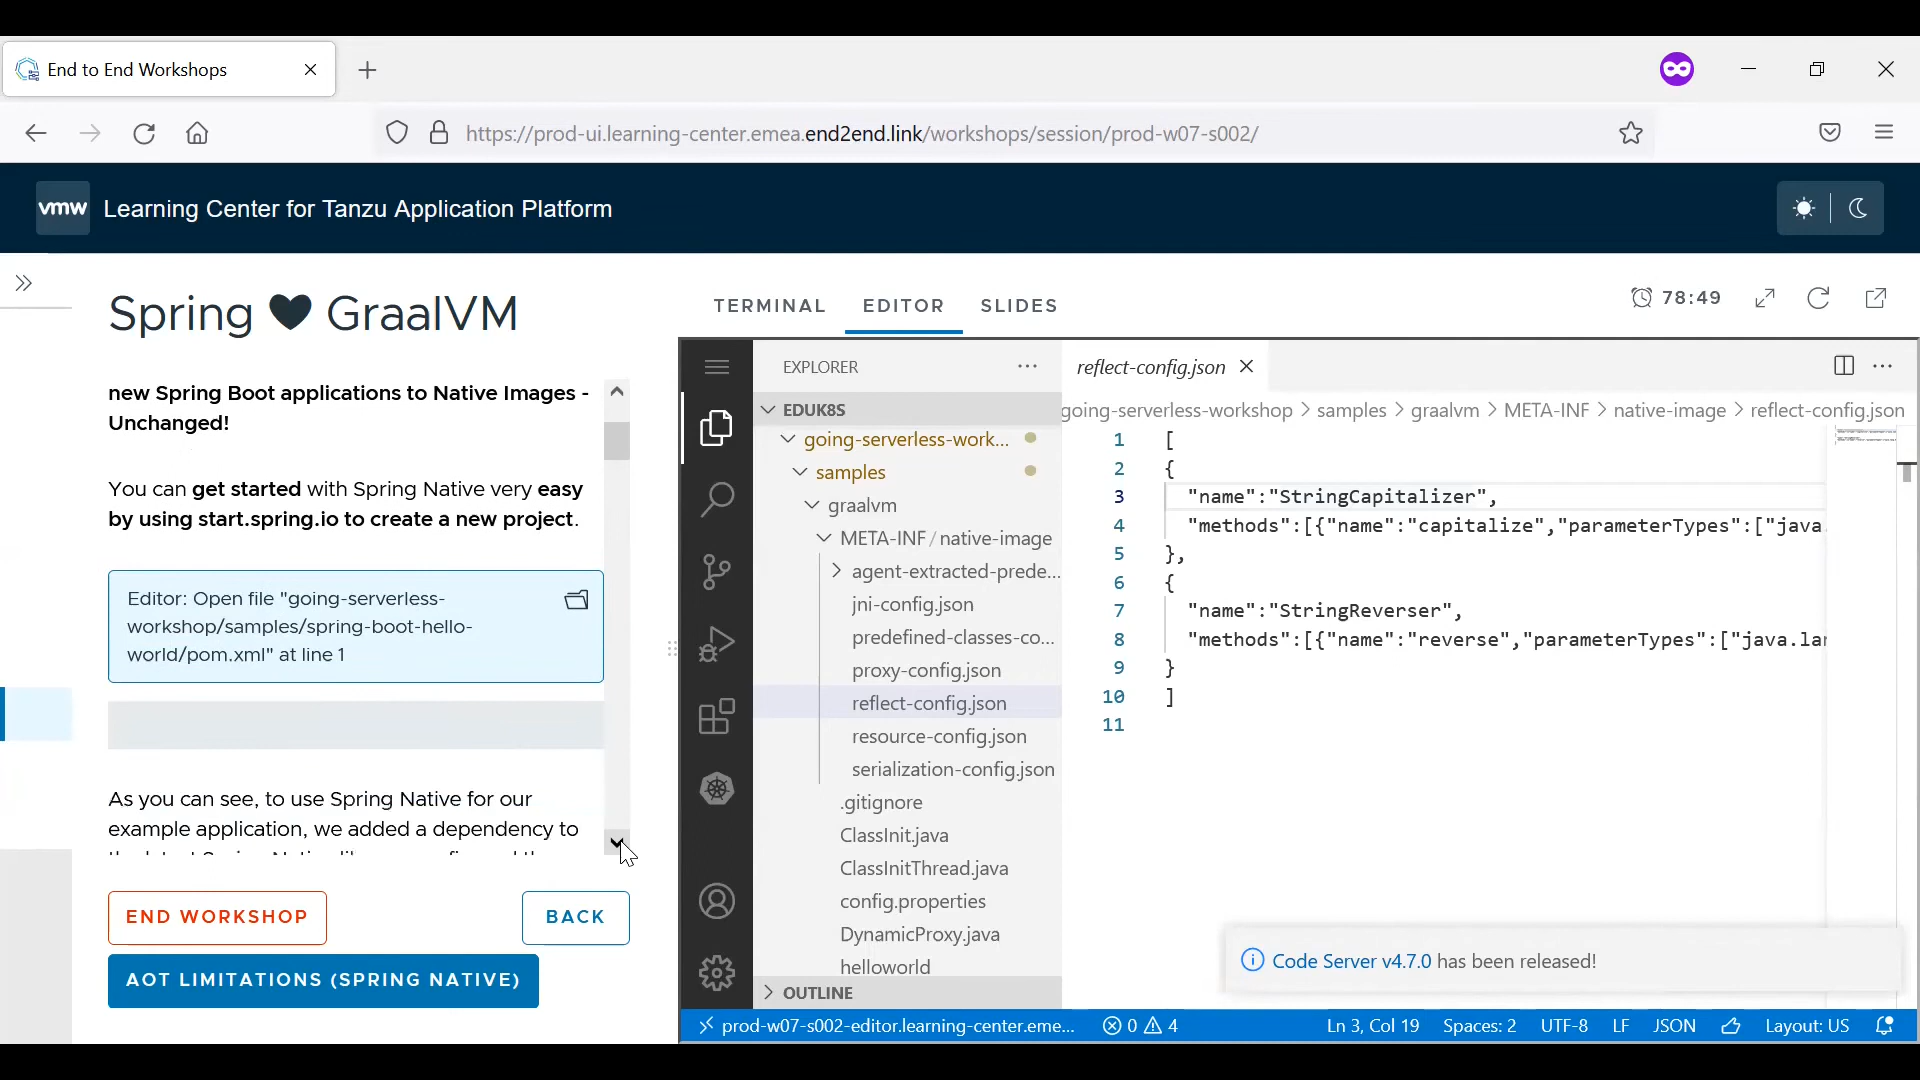 End to End Workshops
https://prod-ui.learning-center.emea.end2end.link/workshops/session/prod-w07-s002/
vmw Learning Center for Tanzu Application Platform
Spring ♥ GraalVM
new Spring Boot applications to Native Images -
Unchanged!
You can get started with Spring Native very easy
by using start.spring.io to create a new project.
Editor: Open file "going-serverless-
workshop/samples/spring-boot-hello-
world/pom.xml" at line 1
As you can see, to use Spring Native for our
example application, we added a dependency to
END WORKSHOP
BACK
AOT LIMITATIONS (SPRING NATIVE)
TERMINAL EDITOR SLIDES
78:49
EXPLORER
EDUK8S
going-serverless-work...
samples
graalvm
META-INF/native-image
agent-extracted-prede...
jni-config.json
predefined-classes-co...
proxy-config.json
reflect-config.json
resource-config.json
serialization-config.json
.gitignore
ClassInit.java
ClassInitThread.java
config.properties
DynamicProxy.java
helloworld
OUTLINE
reflect-config.json
going-serverless-workshop > samples > graalvm > META-INF > native-image > reflect-config.json
1 [
2 {
3 "name":"StringCapitalizer",
4 "methods":[{"name":"capitalize","parameterTypes":["java.
5 },
6 {
7 "name":"StringReverser",
8 "methods":[{"name":"reverse","parameterTypes":["java.lan
9 }
10 ]
11
Code Server v4.7.0 has been released!
prod-w07-s002-editor.learning-center.eme... 0 4 Ln 3, Col 19 Spaces: 2 UTF-8 LF JSON Layout: US